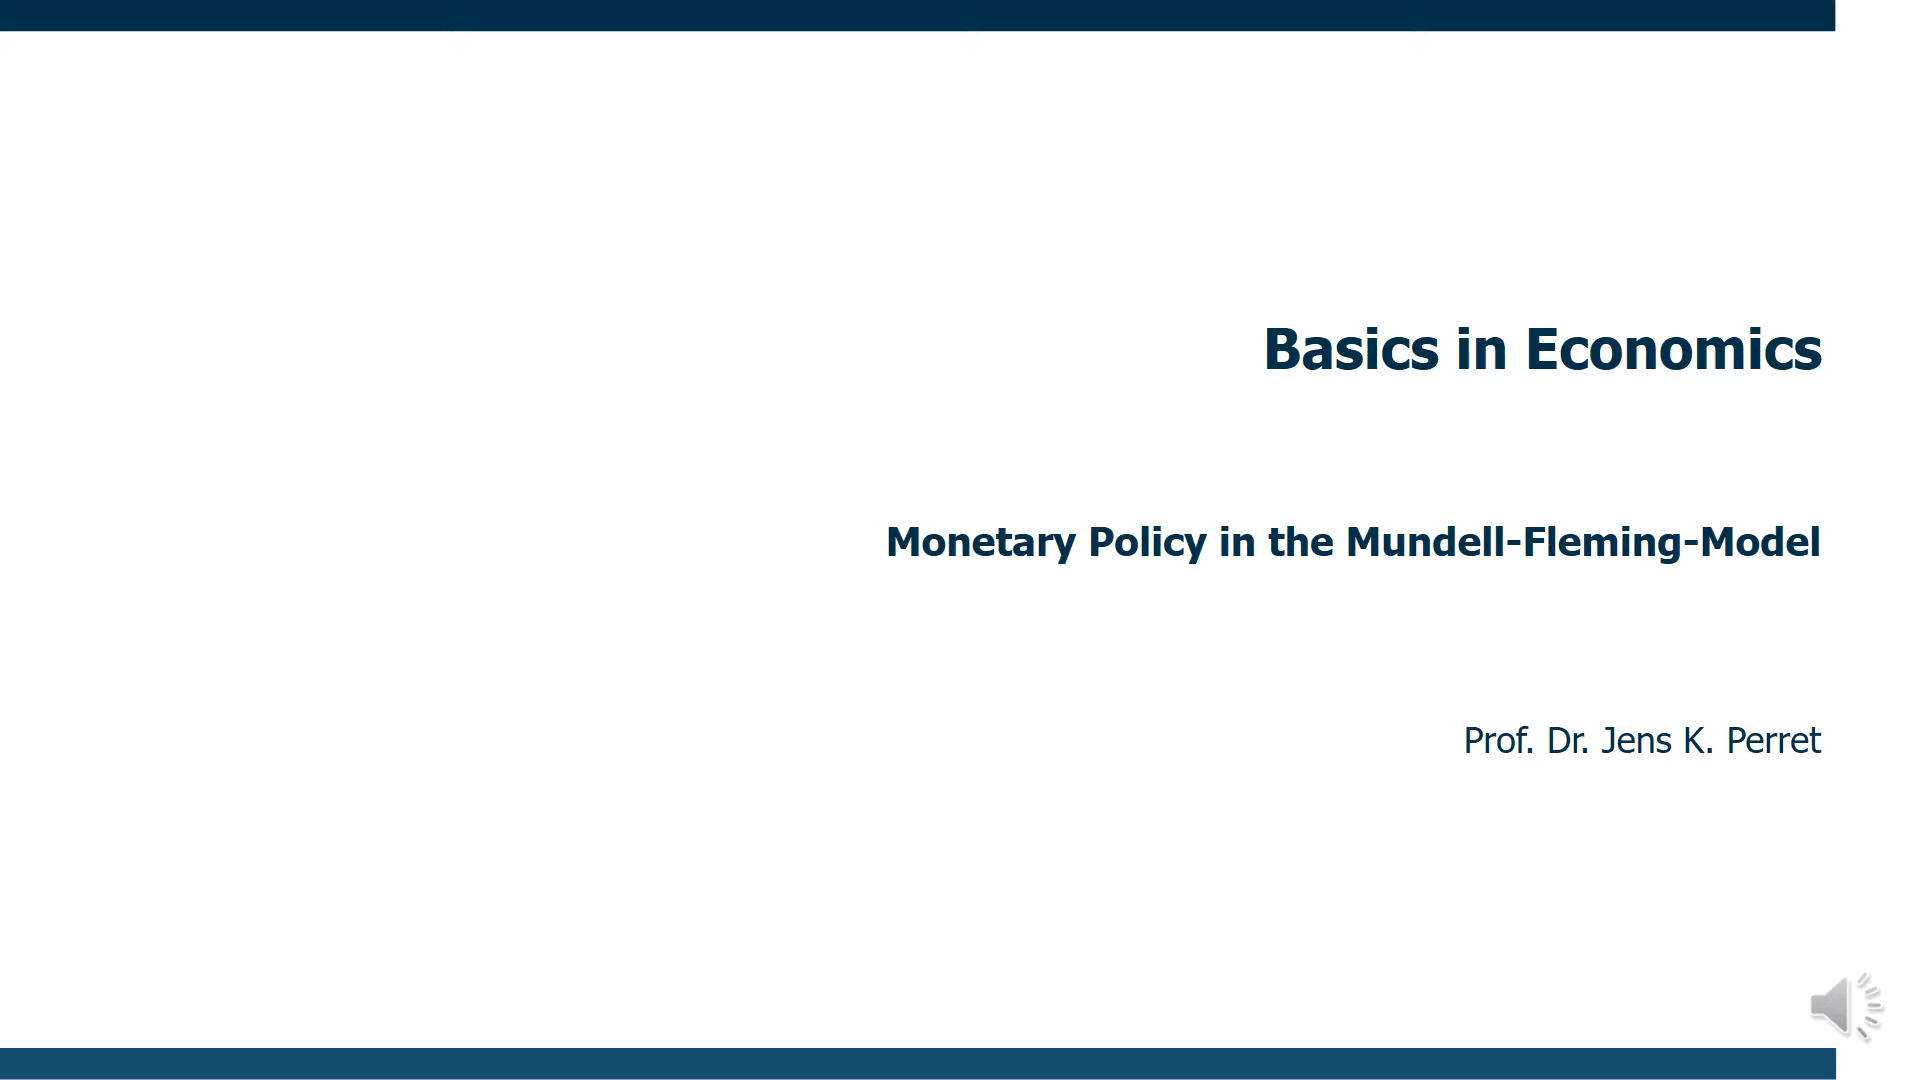 Basics in Economics
Monetary Policy in the Mundell-Fleming-Model
Prof. Dr. Jens K. Perret